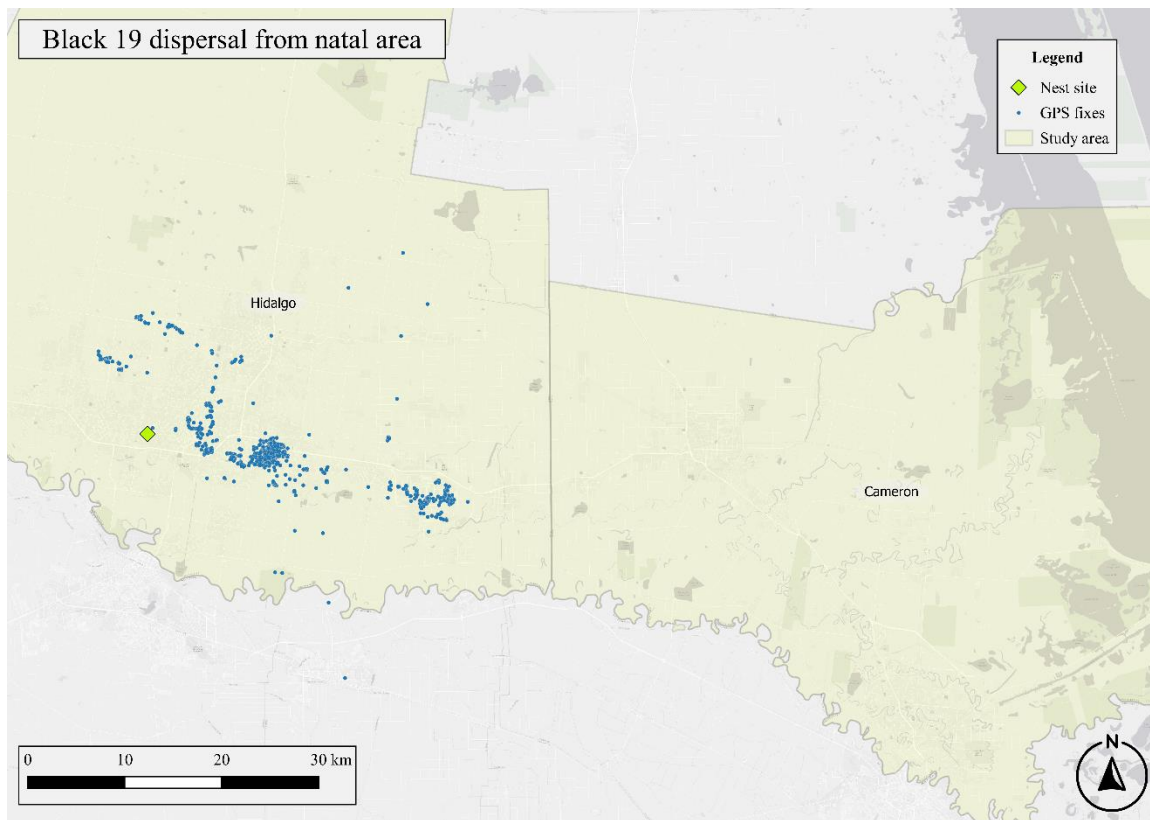 Black 19 dispersal from natal area
Legend
Nest site
GPS fixes
Study area
Hidalgo
Cameron
0 10 20 30 km
N